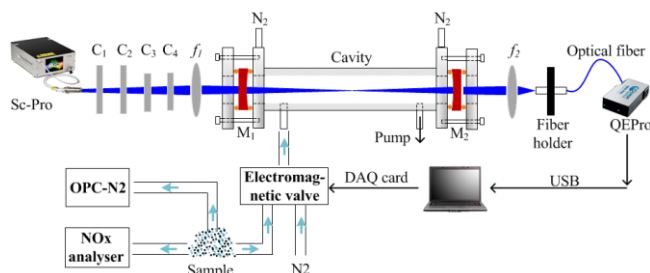 N₂
N₂
C₁ C₂ C₃ C₄ f₁
Cavity
f₂
Optical fiber
Sc-Pro
M₁
M₂
QEPro
Pump
Fiber
holder
OPC-N2
Electromag-
netic valve
DAQ card
USB
NOx
analyser
Sample
N2